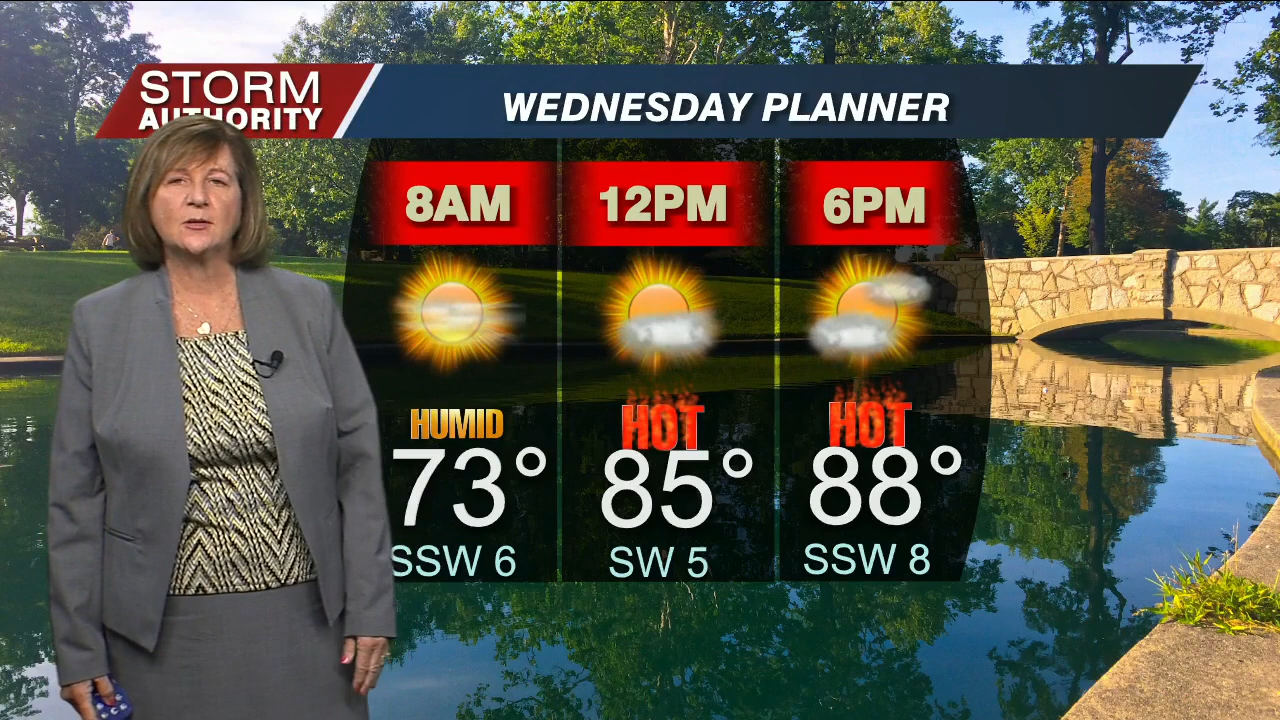 STORM
AUTHORITY
WEDNESDAY PLANNER
8AM
12PM
6PM
HUMID
HOT
HOT
73°
85°
88°
SSW 6
SW 5
SSW 8